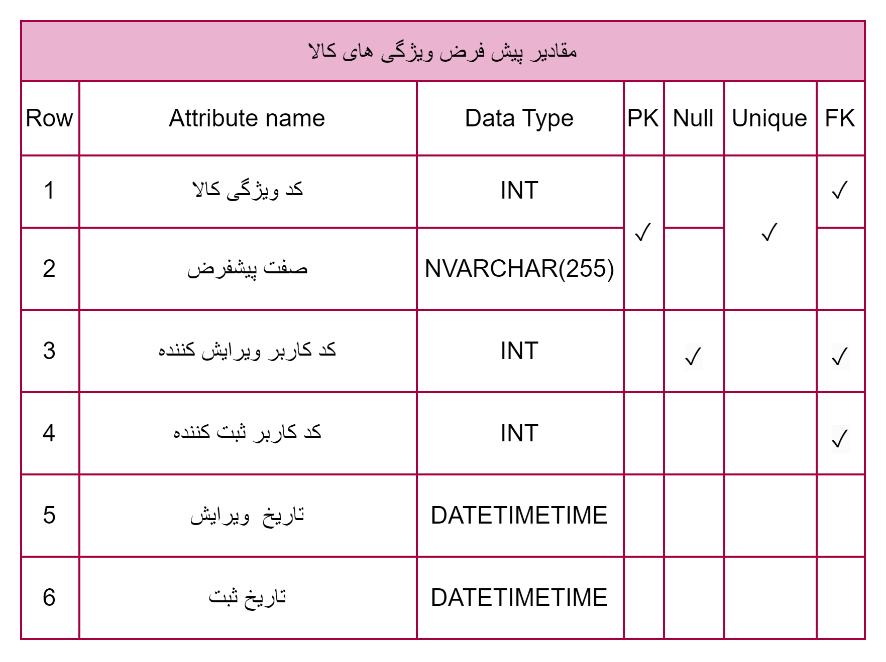 مقادیر پیش فرض ویژگی های کالا
Row Attribute name Data Type PK Null Unique FK
1 کد ویژگی کالا INT ✓
✓ ✓
2 صفت پیشفرض NVARCHAR(255)
3 کد کاربر ویرایش کننده INT ✓ ✓
4 کد کاربر ثبت کننده INT ✓
5 تاریخ ویرایش DATETIMETIME
6 تاریخ ثبت DATETIMETIME